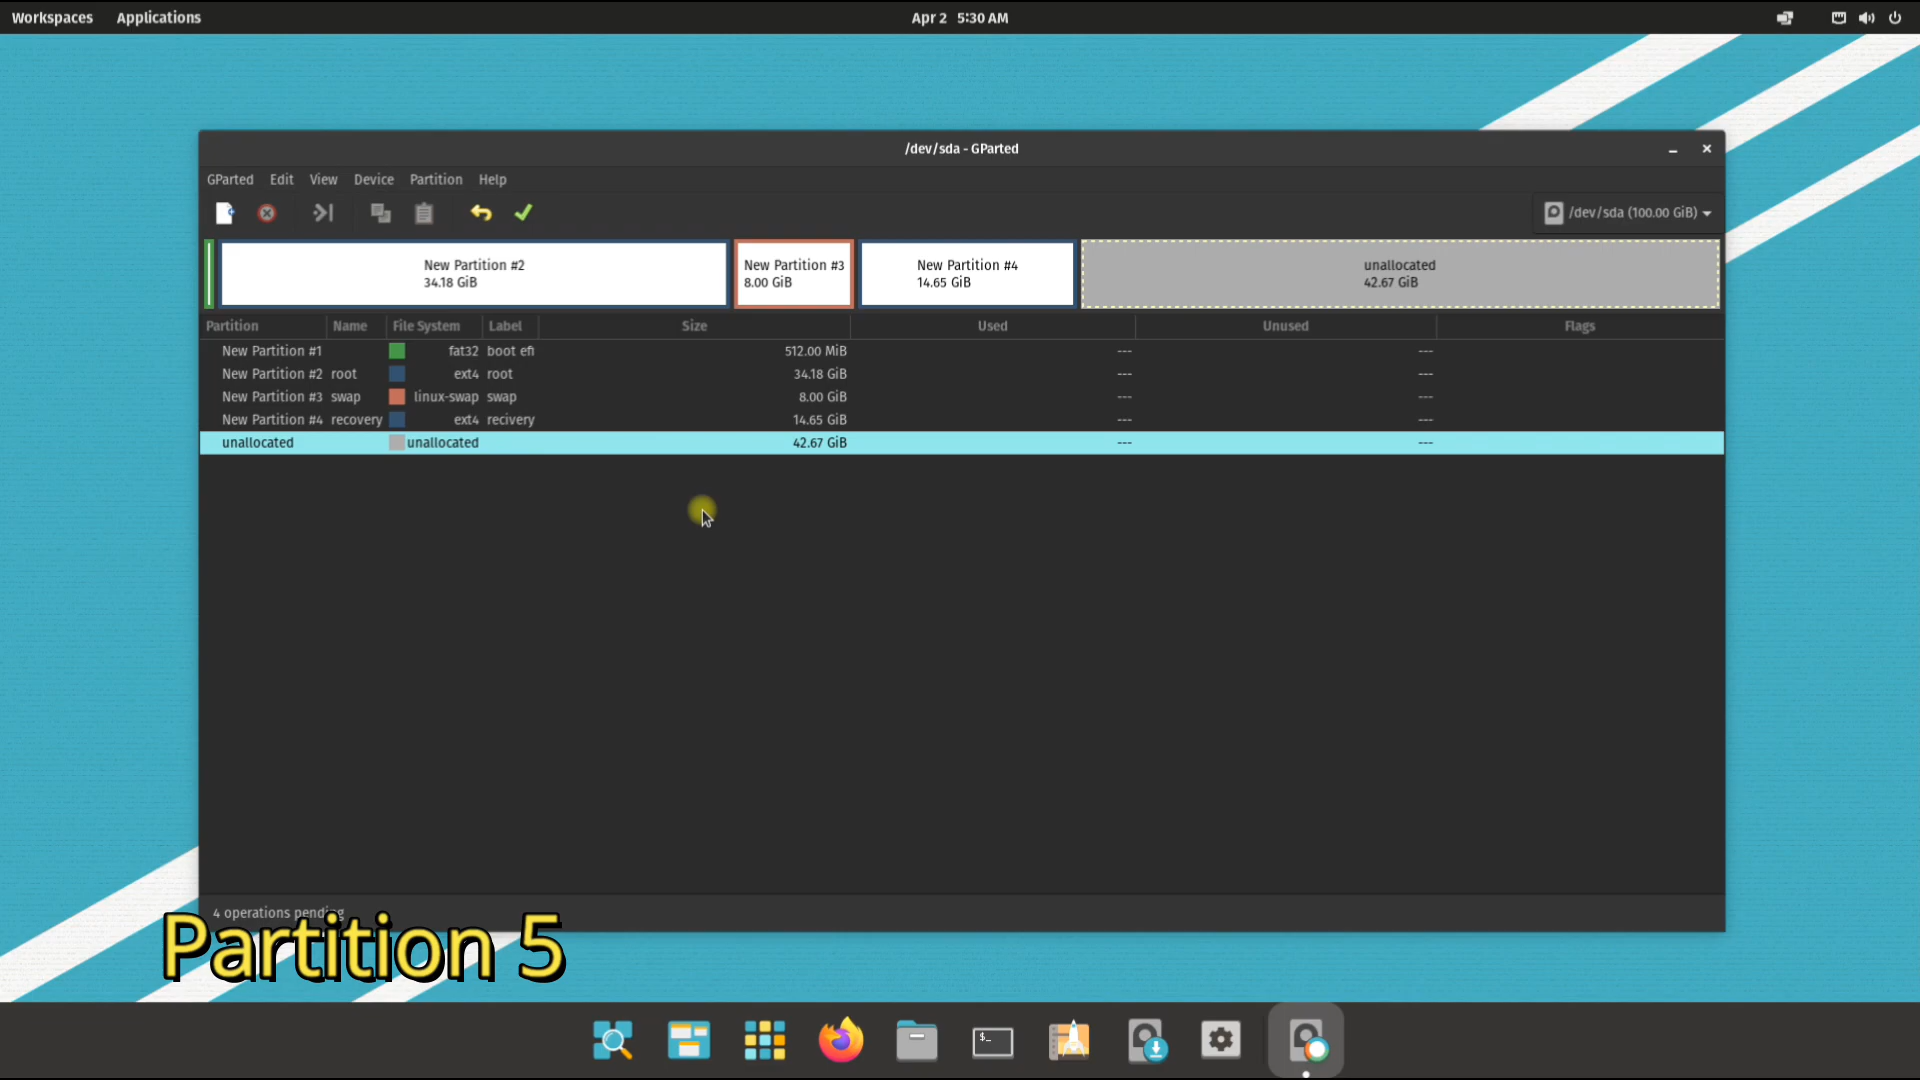 Workspaces Applications Apr 2 5:30 AM
/dev/sda - GParted
GParted Edit View Device Partition Help
/dev/sda (100.00 GiB)
New Partition #2
34.18 GiB
New Partition #3
8.00 GiB
New Partition #4
14.65 GiB
unallocated
42.67 GiB
Partition Name File System Label Size Used Unused Flags
New Partition #1 fat32 boot efi 512.00 MiB --- ---
New Partition #2 root ext4 root 34.18 GiB --- ---
New Partition #3 swap linux-swap swap 8.00 GiB --- ---
New Partition #4 recovery ext4 recivery 14.65 GiB --- ---
unallocated unallocated 42.67 GiB --- ---
4 operations pending
Partition 5
$_